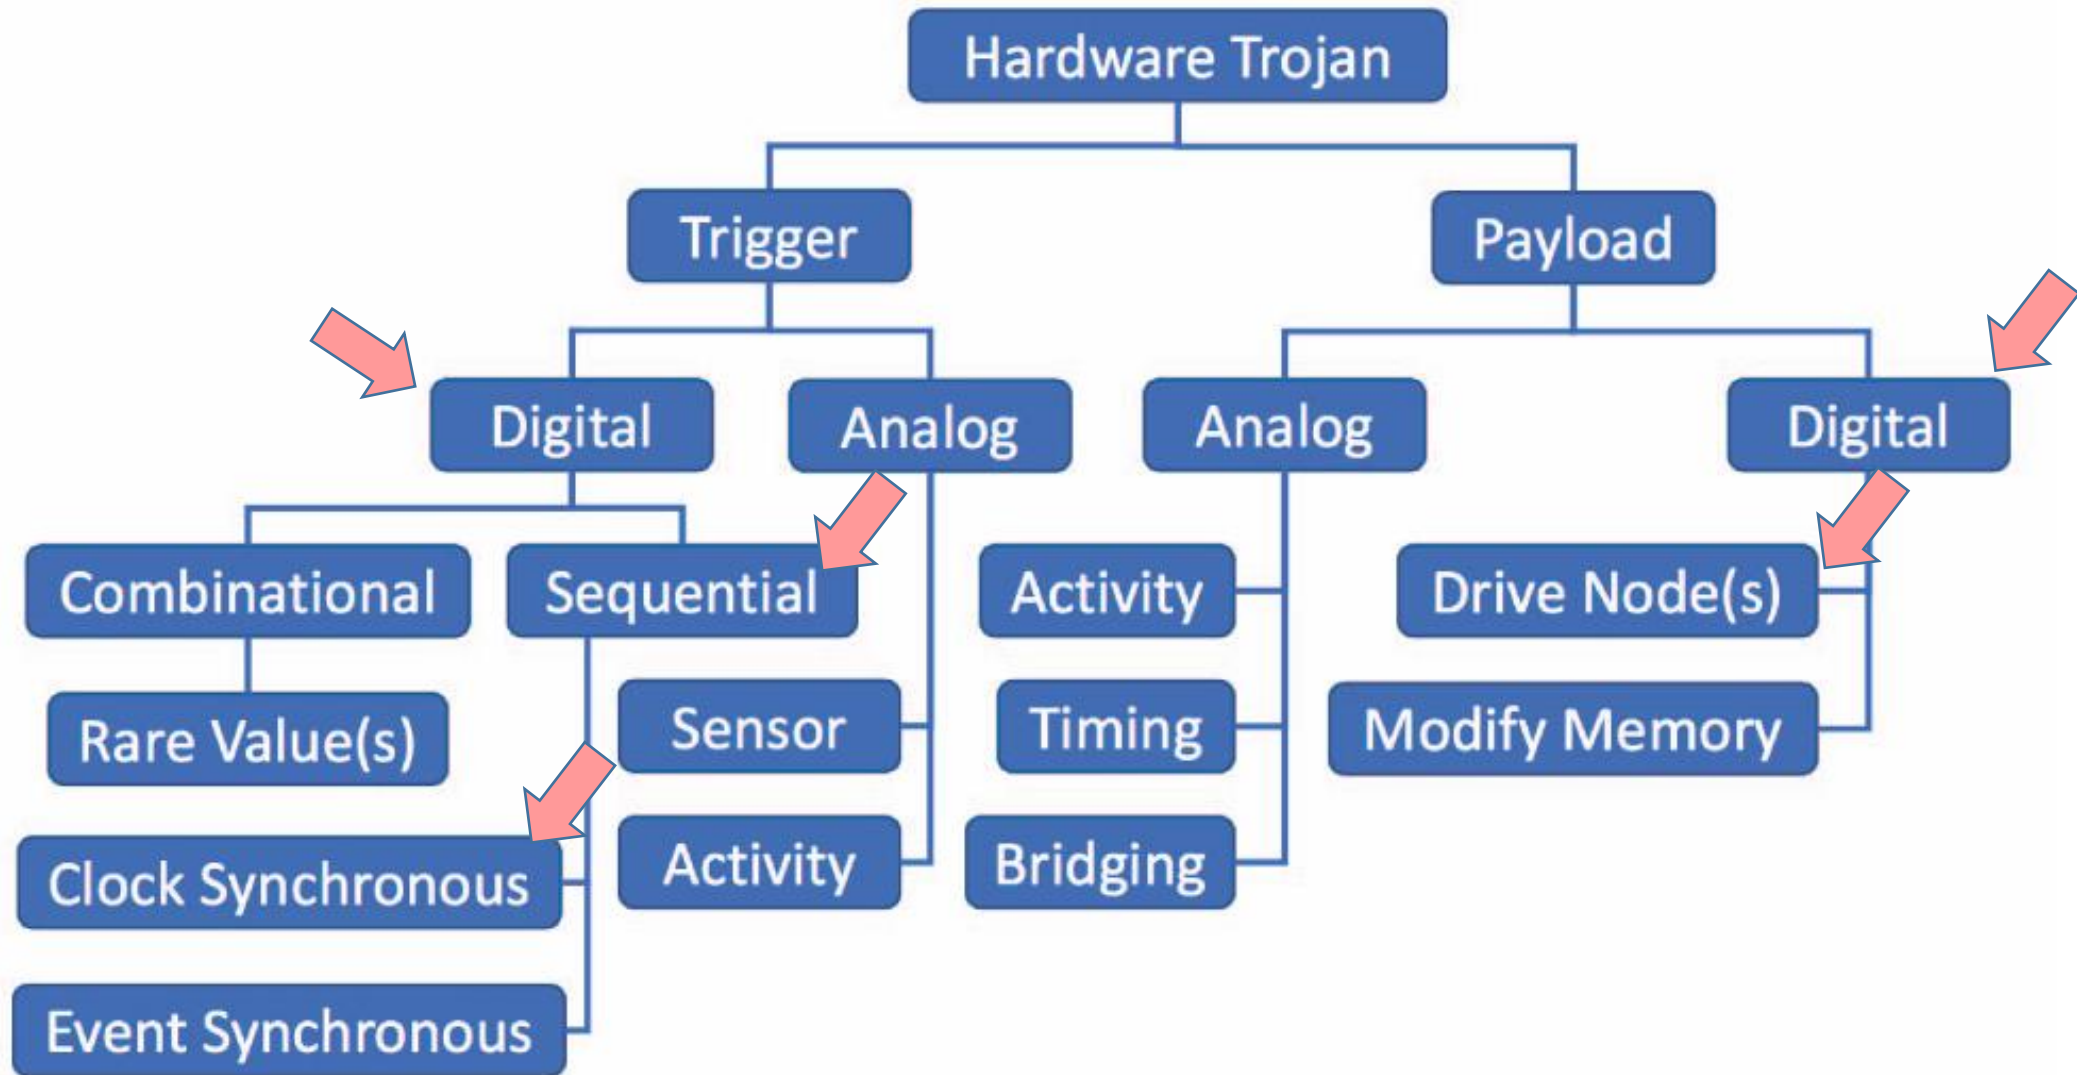 Hardware Trojan
Trigger
Payload
Digital
Analog
Analog
Digital
Combinational
Sequential
Activity
Drive Node(s)
Rare Value(s)
Sensor
Timing
Modify Memory
Clock Synchronous
Activity
Bridging
Event Synchronous